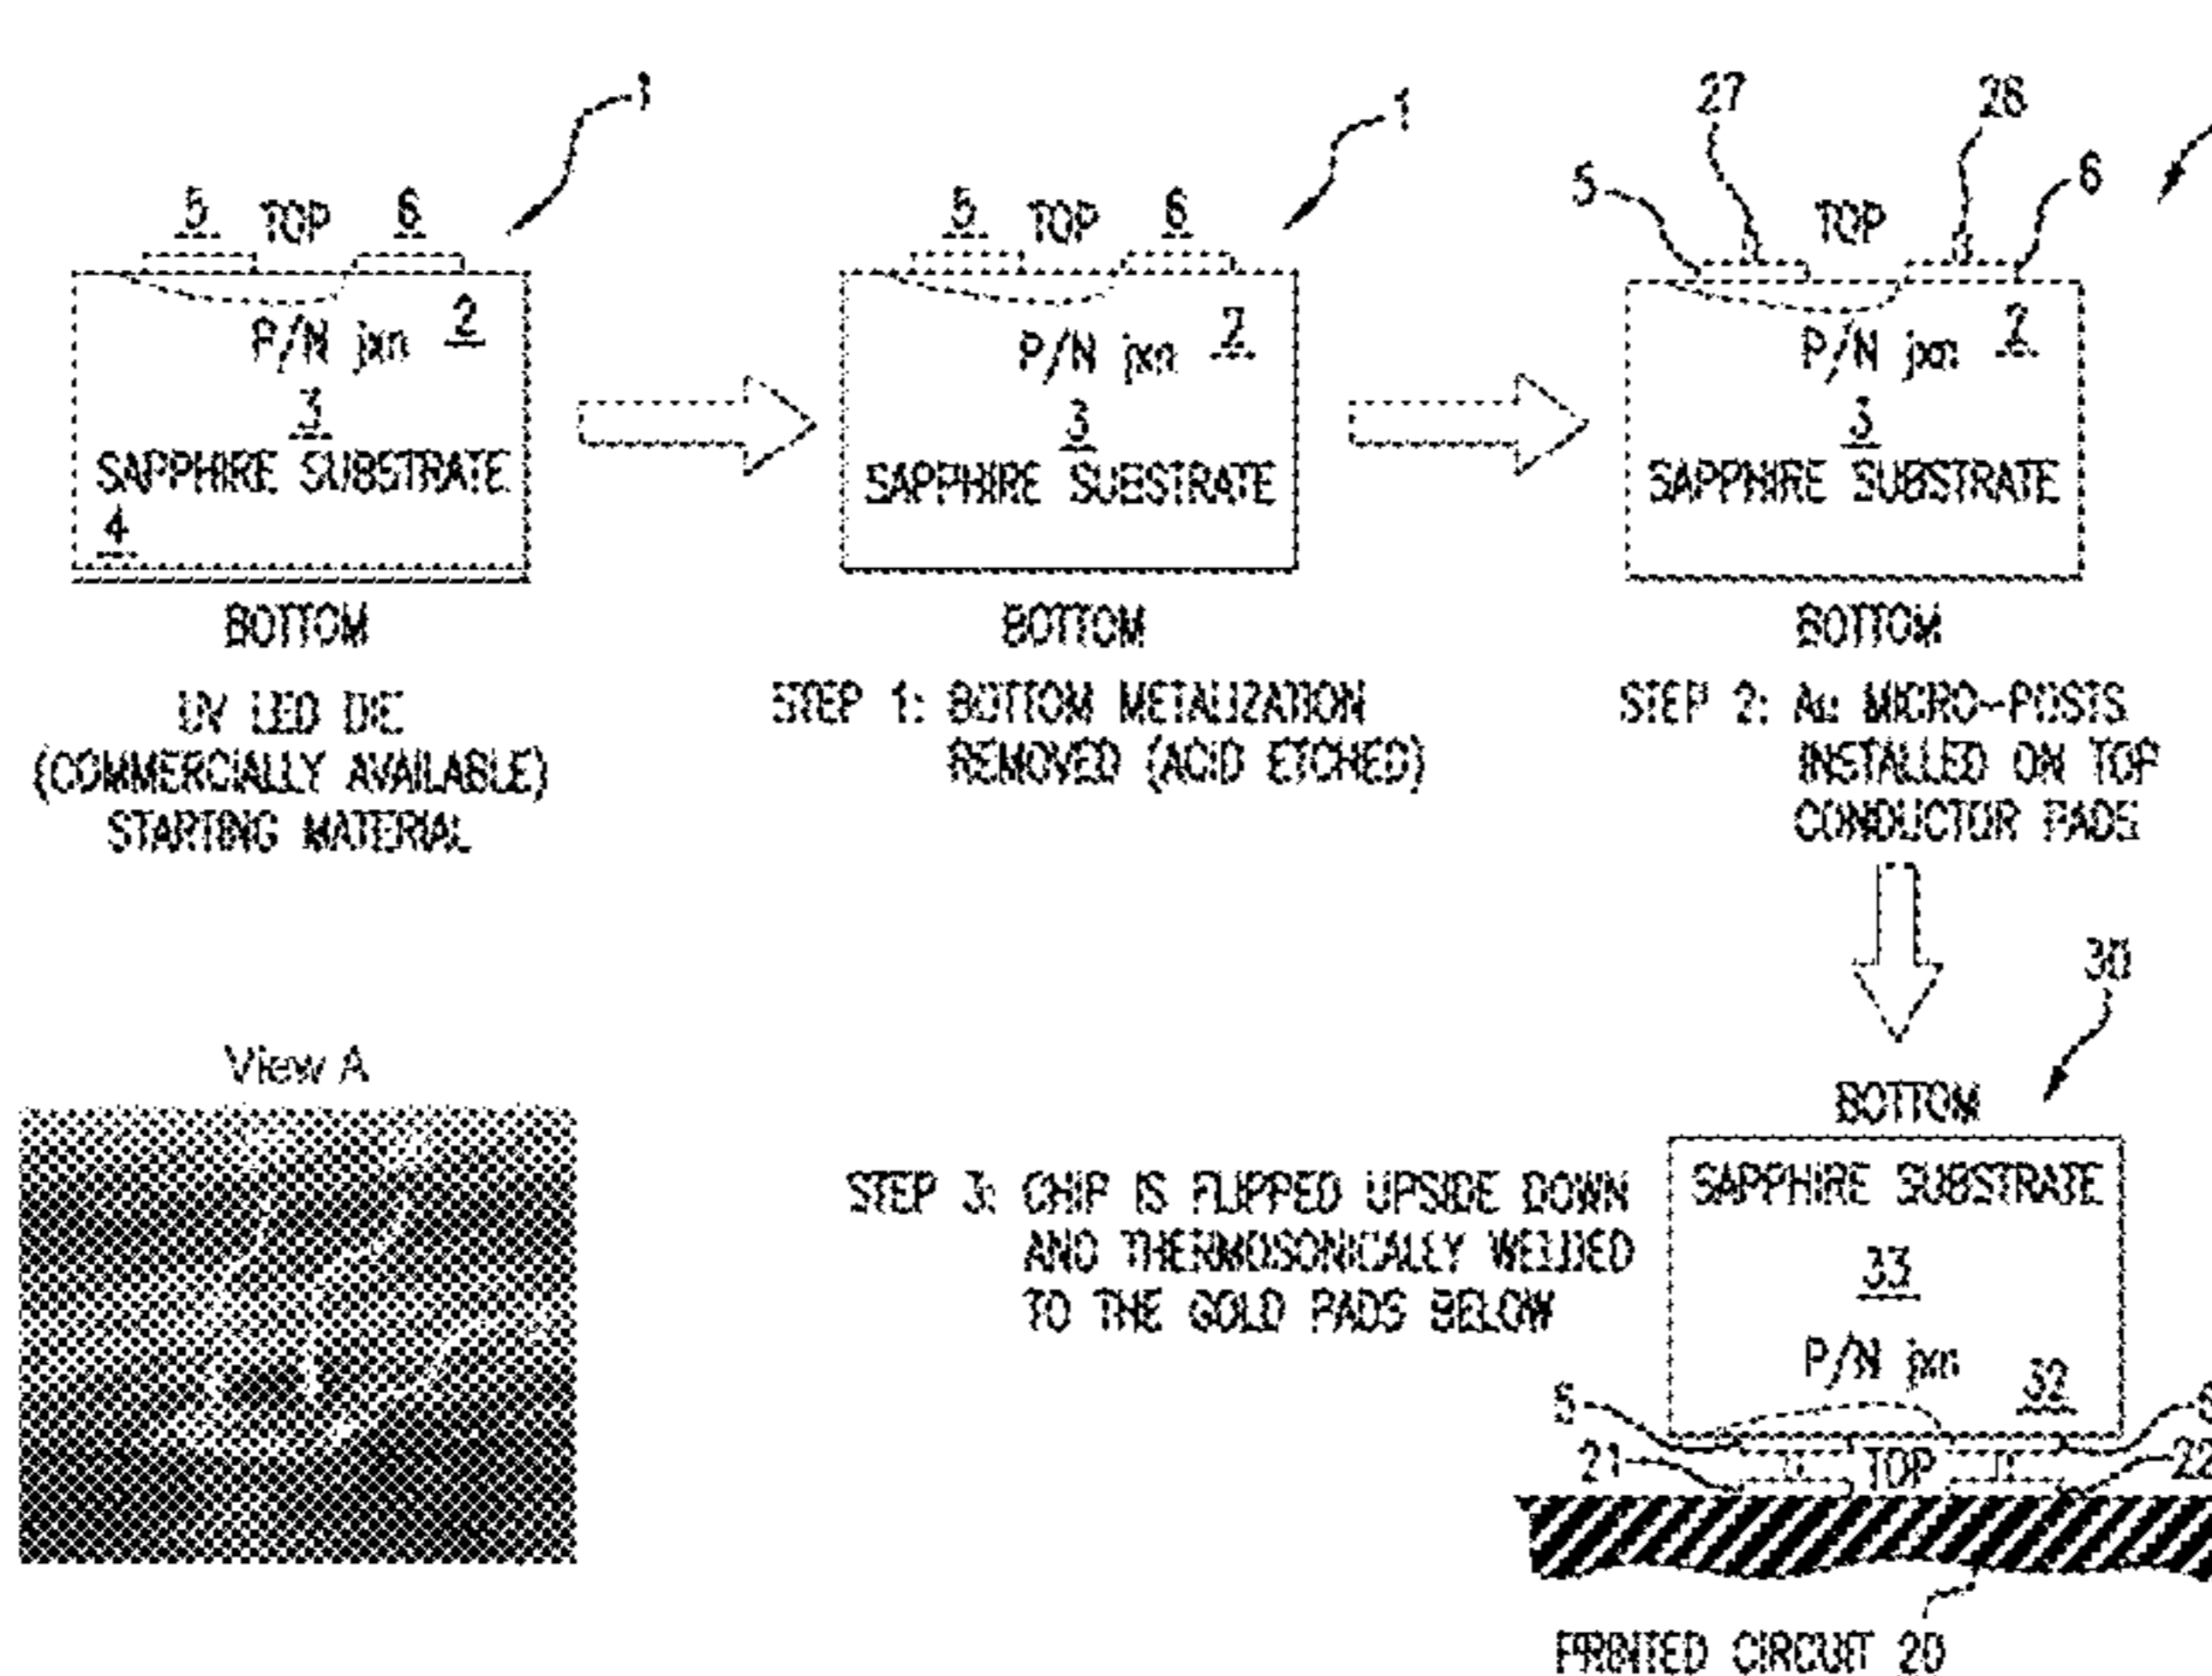 1
5 TOP 6
2
P/N jxn
3
SAPPHIRE SUBSTRATE
4
BOTTOM
UV LED DIE
(COMMERCIALLY AVAILABLE)
STARTING MATERIAL
1
5 TOP 6
2
P/N jxn
3
SAPPHIRE SUBSTRATE
BOTTOM
STEP 1: BOTTOM METALIZATION
REMOVED (ACID ETCHED)
27
28
5
TOP
6
2
P/N jxn
3
SAPPHIRE SUBSTRATE
BOTTOM
STEP 2: Au MICRO-POSTS
INSTALLED ON TOP
CONDUCTOR PADS
30
View A
STEP 3: CHIP IS FLIPPED UPSIDE DOWN
AND THERMOSONICALLY WELDED
TO THE GOLD PADS BELOW
BOTTOM
SAPPHIRE SUBSTRATE
33
P/N jxn
32
5
21
TOP
22
PRINTED CIRCUIT 20